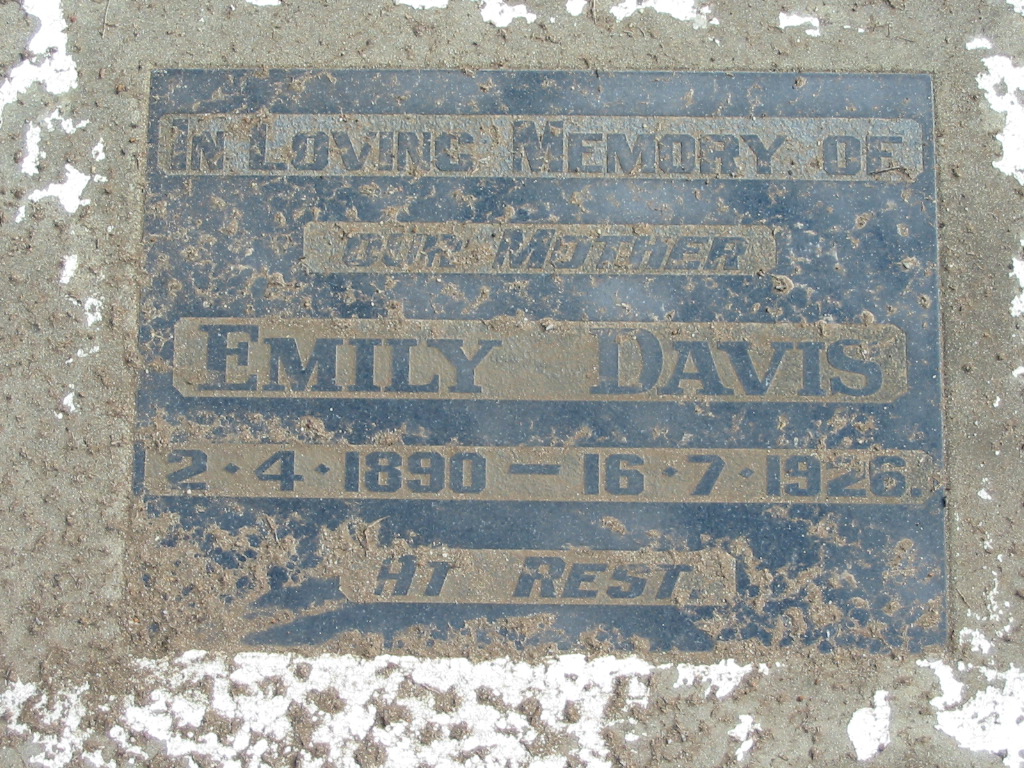 IN LOVING MEMORY OF
OUR MOTHER
EMILY DAVIS
2·4·1890 — 16·7·1926.
AT REST.